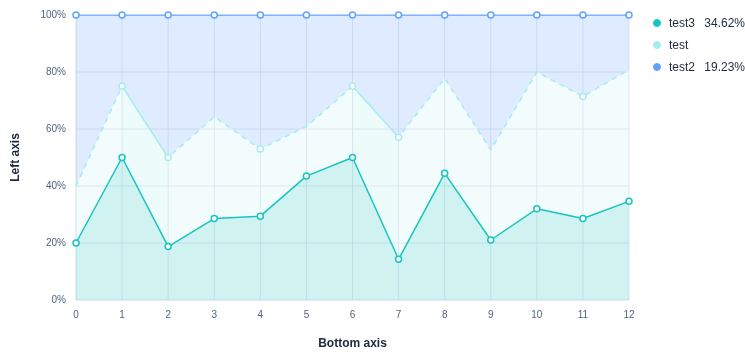 100%
80%
60%
40%
20%
0%
Left axis
0 1 2 3 4 5 6 7 8 9 10 11 12
Bottom axis
test3 34.62%
test
test2 19.23%